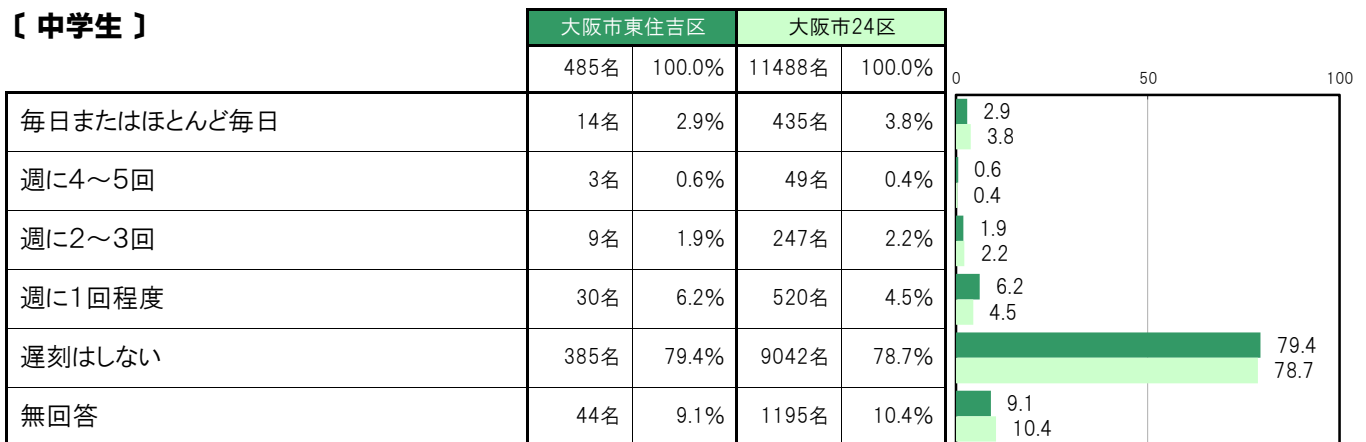 〔 中学生 〕
大阪市東住吉区 大阪市24区
485名 100.0% 11488名 100.0%
0 50 100
毎日またはほとんど毎日 14名 2.9% 435名 3.8%
2.9
3.8
週に4～5回 3名 0.6% 49名 0.4%
0.6
0.4
週に2～3回 9名 1.9% 247名 2.2%
1.9
2.2
週に1回程度 30名 6.2% 520名 4.5%
6.2
4.5
遅刻はしない 385名 79.4% 9042名 78.7%
79.4
78.7
無回答 44名 9.1% 1195名 10.4%
9.1
10.4